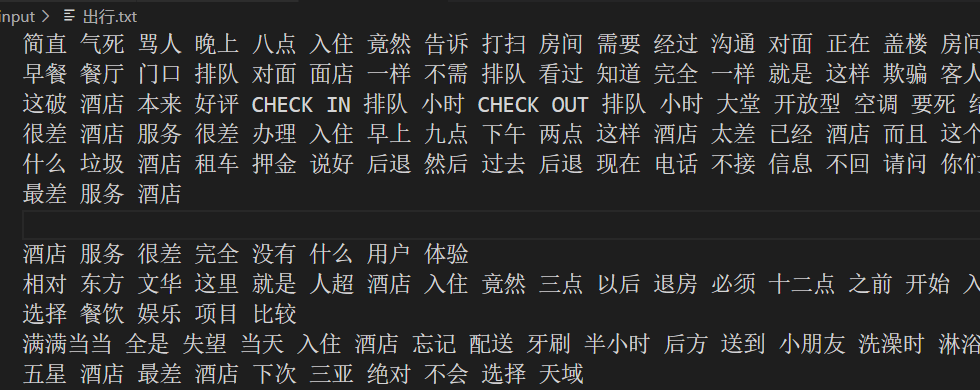 input > 出行.txt
简直 气死 骂人 晚上 八点 入住 竟然 告诉 打扫 房间 需要 经过 沟通 对面 正在 盖楼 房间
早餐 餐厅 门口 排队 对面 面店 一样 不需 排队 看过 知道 完全 一样 就是 这样 欺骗 客人
这破 酒店 本来 好评 CHECK IN 排队 小时 CHECK OUT 排队 小时 大堂 开放型 空调 要死
很差 酒店 服务 很差 办理 入住 早上 九点 下午 两点 这样 酒店 太差 已经 酒店 而且 这个
什么 垃圾 酒店 租车 押金 说好 后退 然后 过去 后退 现在 电话 不接 信息 不回 请问 你们
最差 服务 酒店
酒店 服务 很差 完全 没有 什么 用户 体验
相对 东方 文华 这里 就是 人超 酒店 入住 竟然 三点 以后 退房 必须 十二点 之前 开始 入
选择 餐饮 娱乐 项目 比较
满满当当 全是 失望 当天 入住 酒店 忘记 配送 牙刷 半小时 后方 送到 小朋友 洗澡时 淋浴
五星 酒店 最差 酒店 下次 三亚 绝对 不会 选择 天域